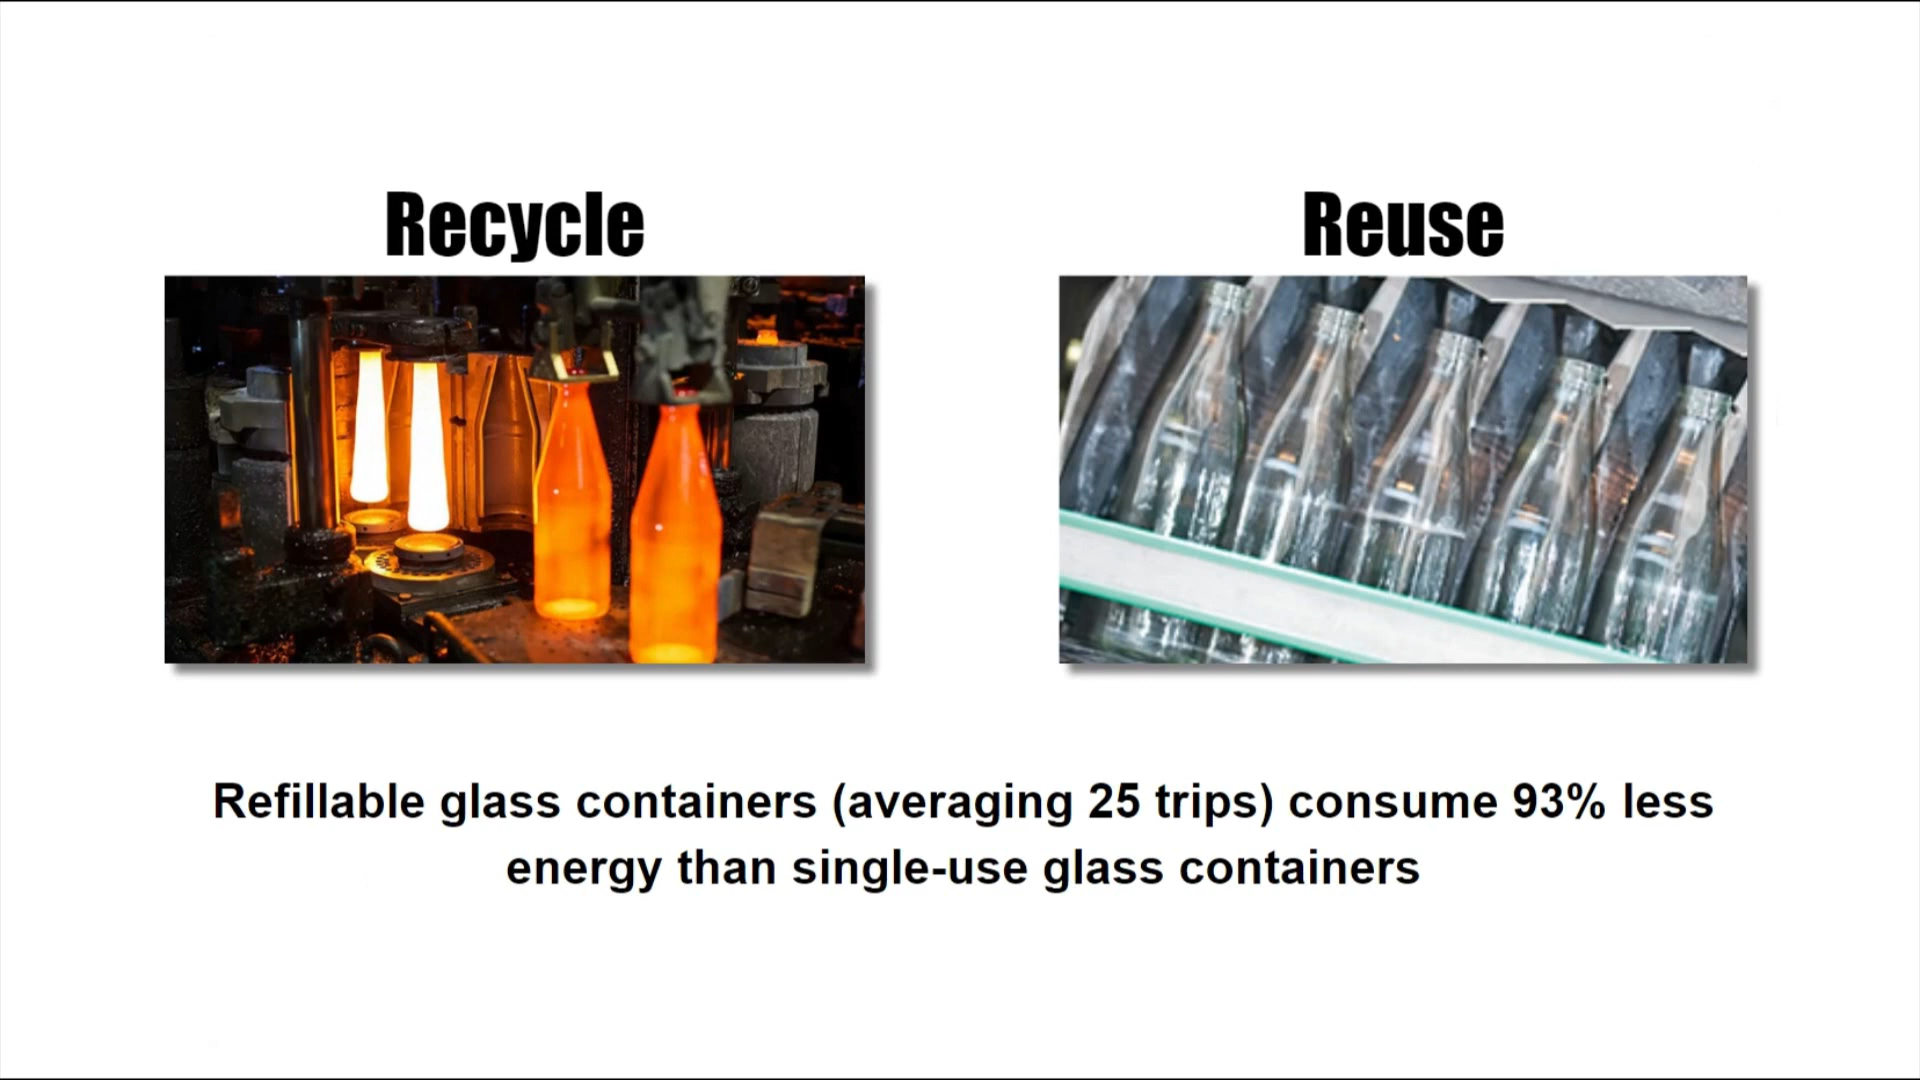 Recycle
Reuse
Refillable glass containers (averaging 25 trips) consume 93% less
energy than single-use glass containers